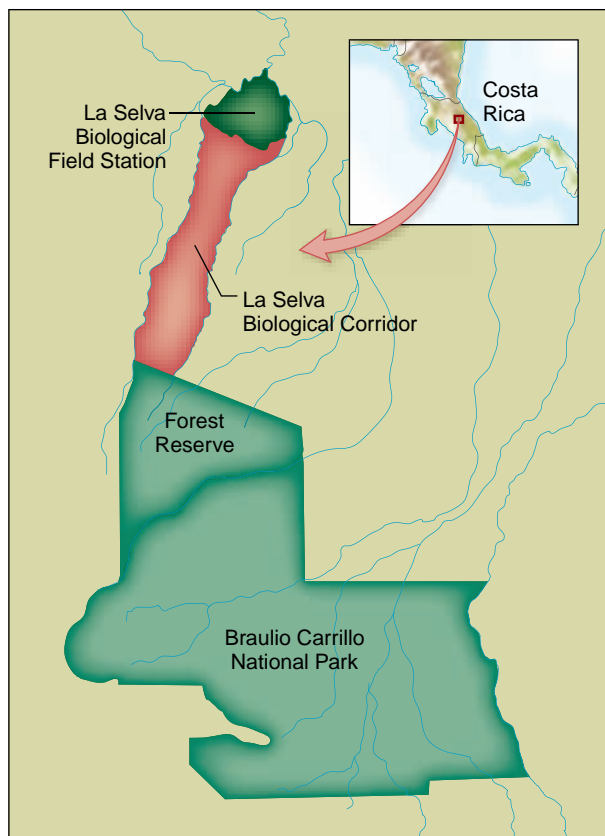 La Selva
Biological
Field Station
Costa
Rica
La Selva
Biological Corridor
Forest
Reserve
Braulio Carrillo
National Park